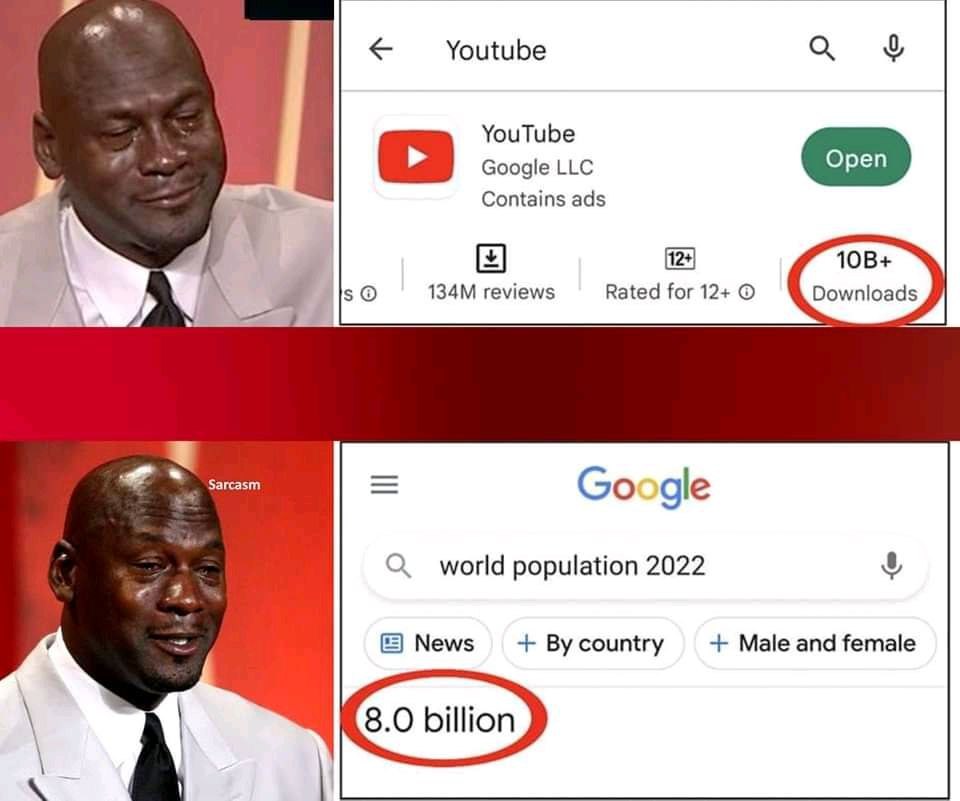 Youtube
YouTube
Google LLC
Contains ads
Open
12+
10B+
's
134M reviews
Rated for 12+
Downloads
Sarcasm
Google
world population 2022
News
+ By country
+ Male and female
8.0 billion